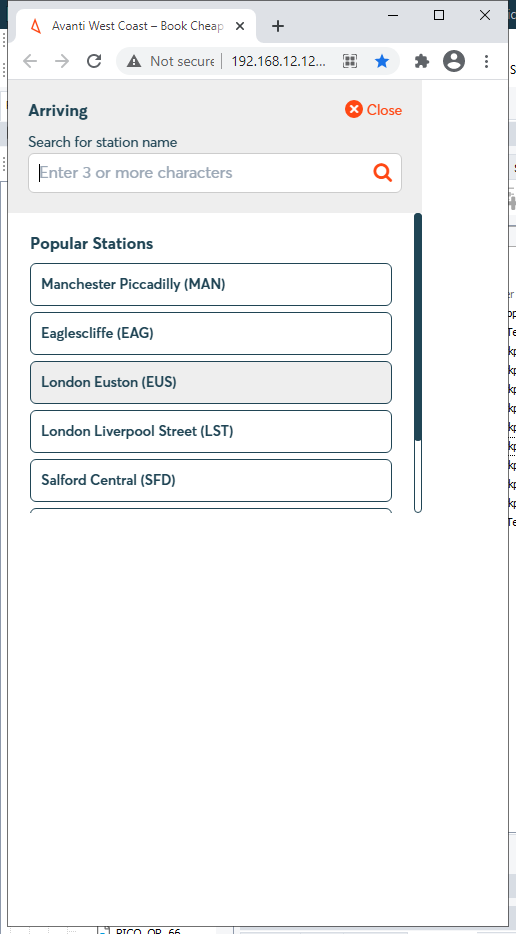 Avanti West Coast – Book Cheap
Not secure
192.168.12.12...
Arriving
Close
Search for station name
Enter 3 or more characters
Popular Stations
Manchester Piccadilly (MAN)
Eaglescliffe (EAG)
London Euston (EUS)
London Liverpool Street (LST)
Salford Central (SFD)